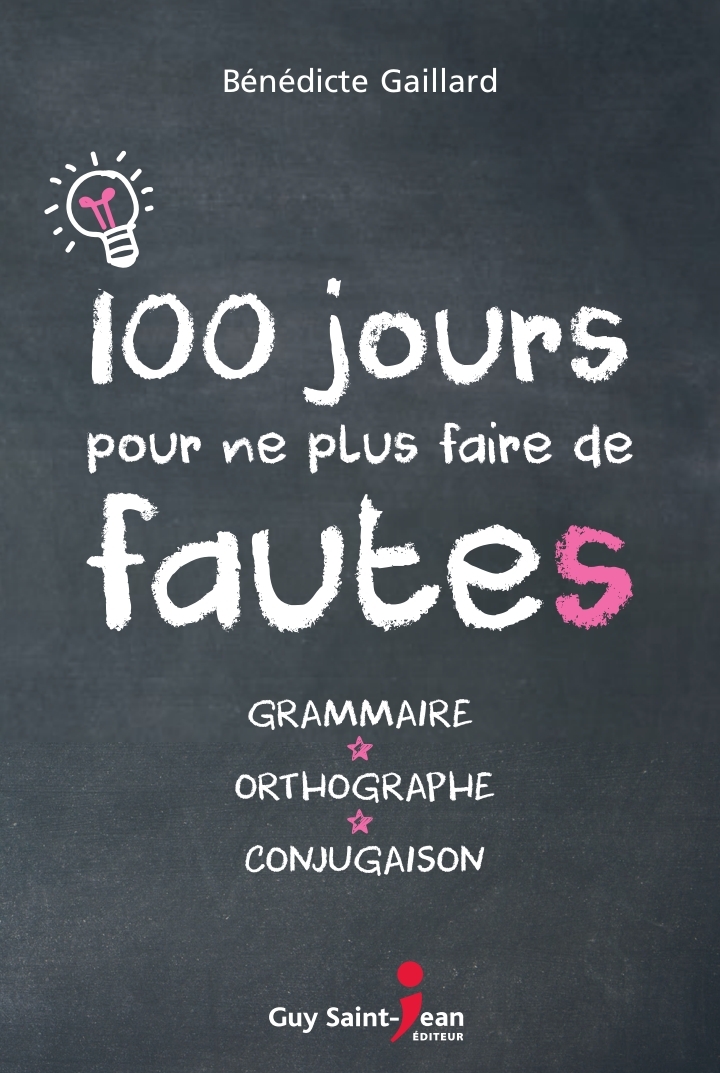 Bénédicte Gaillard
100 jours
pour ne plus faire de
fautes
GRAMMAIRE
ORTHOGRAPHE
CONJUGAISON
Guy Saint-Jean
ÉDITEUR